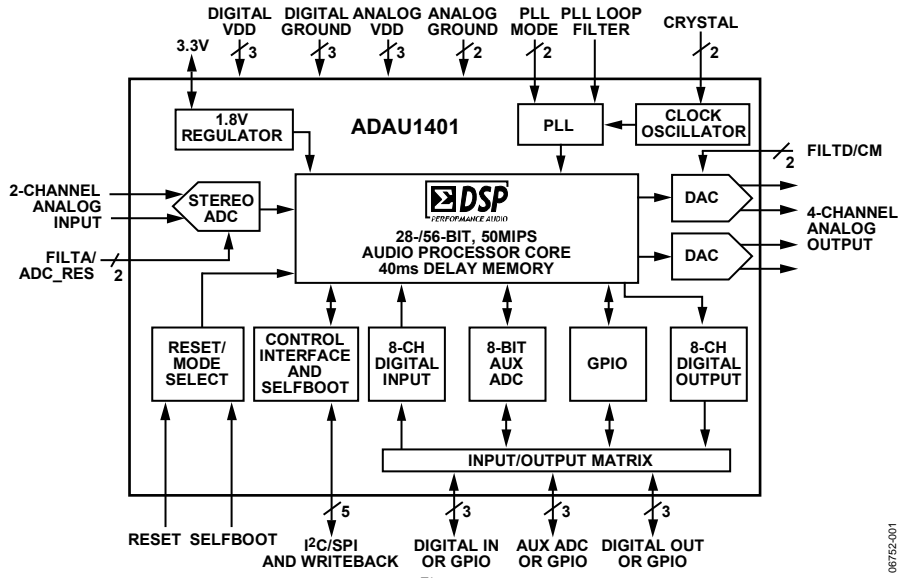 DIGITAL
VDD
DIGITAL
GROUND
ANALOG
VDD
ANALOG
GROUND
PLL
MODE
PLL LOOP
FILTER
CRYSTAL
3.3V
3
3
3
2
2
2
1.8V
REGULATOR
ADAU1401
PLL
CLOCK
OSCILLATOR
FILTD/CM
2
2-CHANNEL
ANALOG
INPUT
STEREO
ADC
DSP
PERFORMANCE AUDIO
28-/56-BIT, 50MIPS
AUDIO PROCESSOR CORE
40ms DELAY MEMORY
DAC
DAC
4-CHANNEL
ANALOG
OUTPUT
FILTA/
ADC_RES
2
RESET/
MODE
SELECT
CONTROL
INTERFACE
AND
SELFBOOT
8-CH
DIGITAL
INPUT
8-BIT
AUX
ADC
GPIO
8-CH
DIGITAL
OUTPUT
INPUT/OUTPUT MATRIX
5
3
3
3
RESET
SELFBOOT
I²C/SPI
AND WRITEBACK
DIGITAL IN
OR GPIO
AUX ADC
OR GPIO
DIGITAL OUT
OR GPIO
06752-001